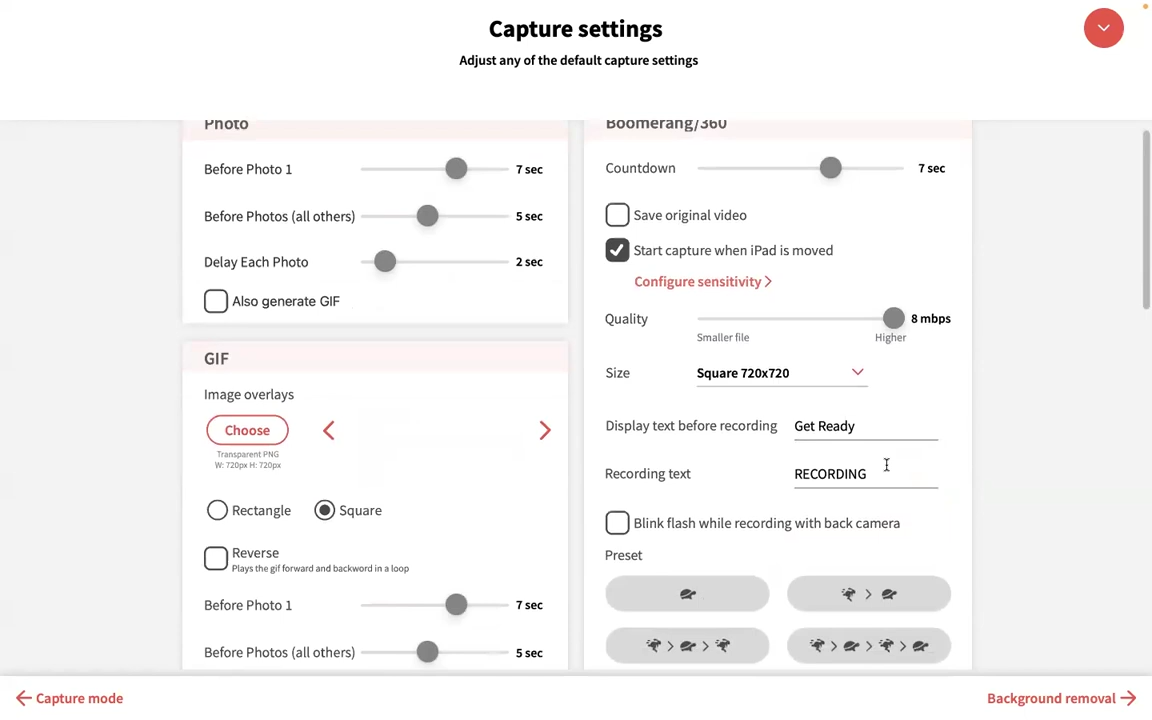 Capture settings
Adjust any of the default capture settings
Photo
Before Photo 1
7 sec
Before Photos (all others)
5 sec
Delay Each Photo
2 sec
Also generate GIF
GIF
Image overlays
Choose
Transparent PNG
W: 720px H: 720px
Rectangle
Square
Reverse
Plays the gif forward and backword in a loop
Before Photo 1
7 sec
Before Photos (all others)
5 sec
Boomerang/360
Countdown
7 sec
Save original video
Start capture when iPad is moved
Configure sensitivity
Quality
8 mbps
Smaller file
Higher
Size
Square 720x720
Display text before recording
Get Ready
Recording text
RECORDING
Blink flash while recording with back camera
Preset
Capture mode
Background removal